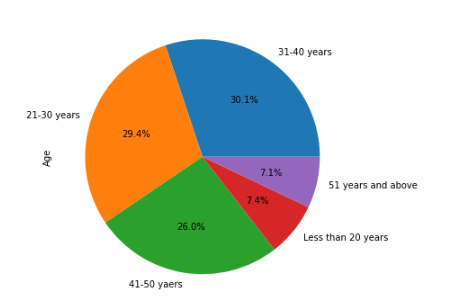 31-40 years
30.1%
21-30 years
29.4%
Age
7.1%
51 years and above
7.4%
26.0%
Less than 20 years
41-50 yaers